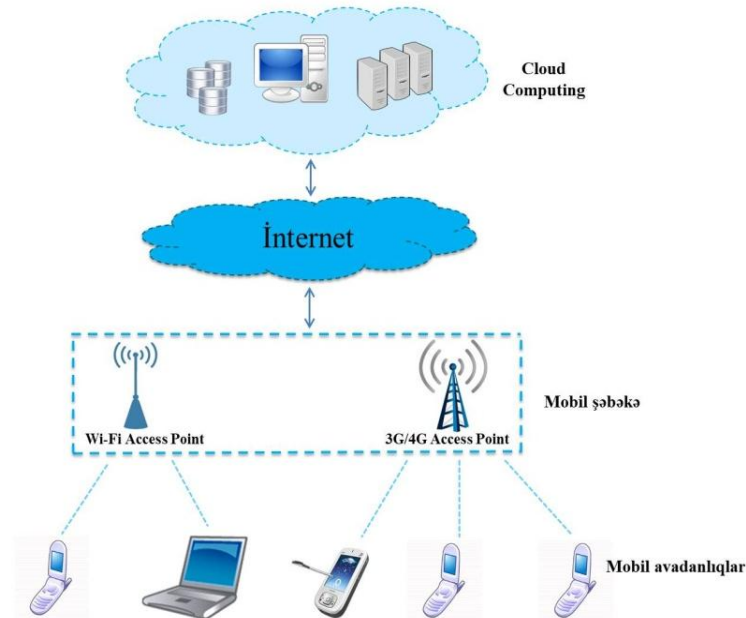 Cloud
Computing
İnternet
Wi-Fi Access Point
3G/4G Access Point
Mobil şəbəkə
Mobil avadanlıqlar